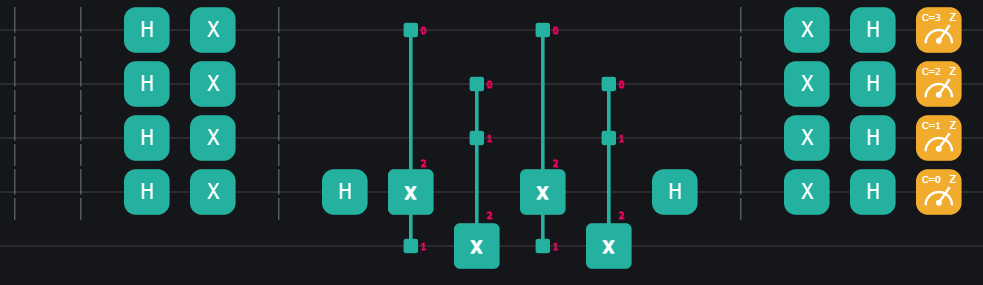 H X 0 0 X H C=3 Z
H X 0 0 X H C=2 Z
H X 1 1 X H C=1 Z
2 2
H X H X X H X H C=0 Z
2 2
1 X 1 X